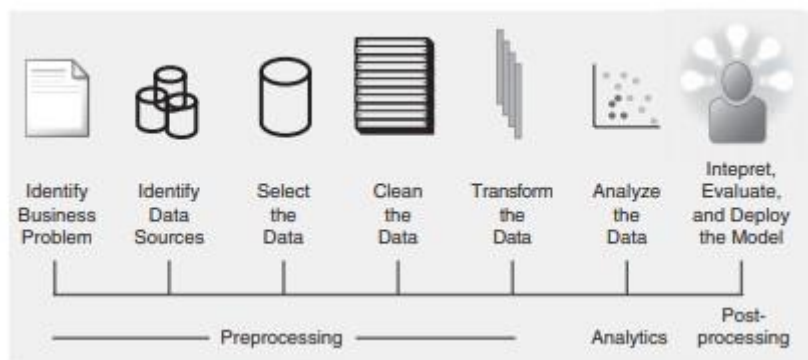 Identify
Business
Problem
Identify
Data
Sources
Select
the
Data
Clean
the
Data
Transform
the
Data
Analyze
the
Data
Intepret,
Evaluate,
and Deploy
the Model
Preprocessing
Analytics
Post-
processing